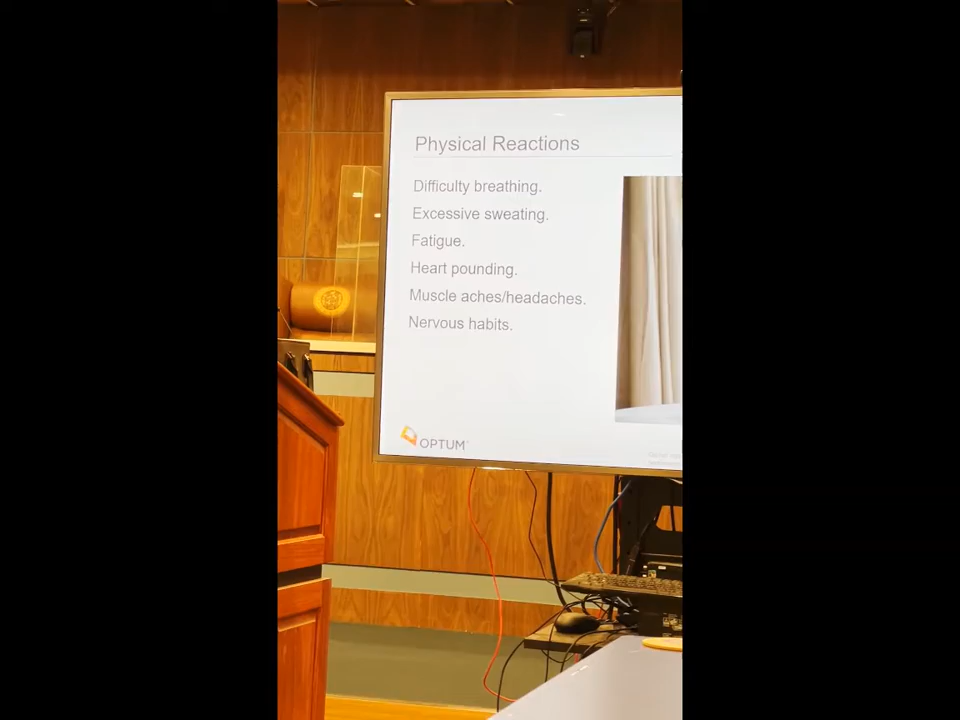 Physical Reactions
Difficulty breathing.
Excessive sweating.
Fatigue.
Heart pounding.
Muscle aches/headaches.
Nervous habits.
OPTUM